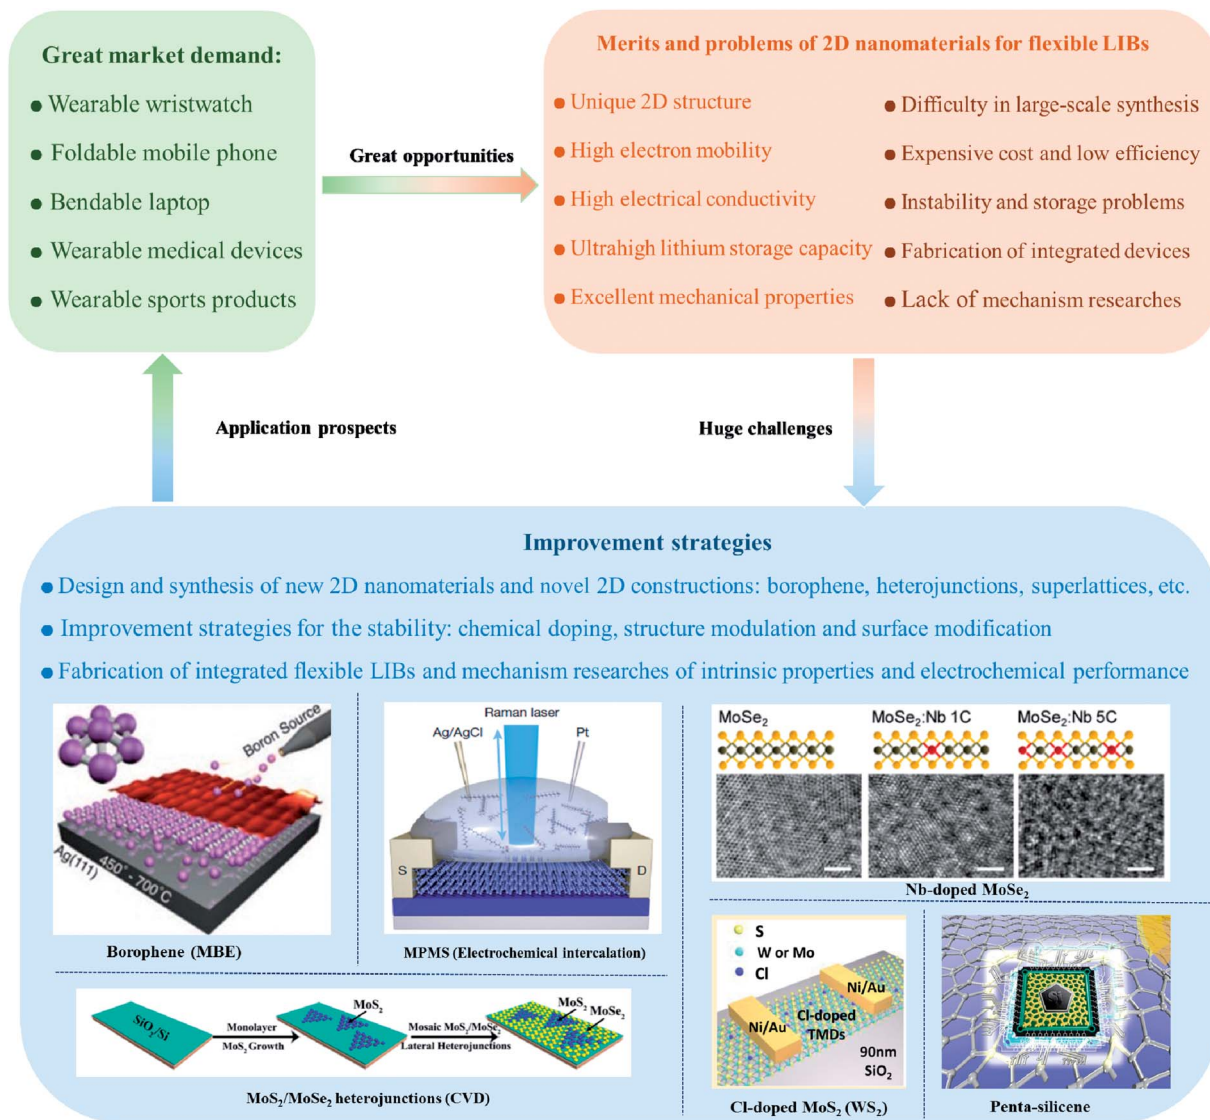 Great market demand:
● Wearable wristwatch
● Foldable mobile phone
● Bendable laptop
● Wearable medical devices
● Wearable sports products
Great opportunities
Merits and problems of 2D nanomaterials for flexible LIBs
● Unique 2D structure
● High electron mobility
● High electrical conductivity
● Ultrahigh lithium storage capacity
● Excellent mechanical properties
● Difficulty in large-scale synthesis
● Expensive cost and low efficiency
● Instability and storage problems
● Fabrication of integrated devices
● Lack of mechanism researches
Application prospects
Huge challenges
Improvement strategies
● Design and synthesis of new 2D nanomaterials and novel 2D constructions: borophene, heterojunctions, superlattices, etc.
● Improvement strategies for the stability: chemical doping, structure modulation and surface modification
● Fabrication of integrated flexible LIBs and mechanism researches of intrinsic properties and electrochemical performance
Boron Source
Ag(111)
450° - 700°C
Borophene (MBE)
Raman laser
Ag/AgCl
Pt
S
D
MPMS (Electrochemical intercalation)
MoSe₂
MoSe₂:Nb 1C
MoSe₂:Nb 5C
Nb-doped MoSe₂
SiO₂/Si
Monolayer
MoS₂ Growth
MoS₂
Mosaic MoS₂/MoSe₂
Lateral Heterojunctions
MoS₂
MoSe₂
MoS₂/MoSe₂ heterojunctions (CVD)
S
W or Mo
Cl
Ni/Au
Ni/Au
Cl-doped
TMDs
90nm
SiO₂
Cl-doped MoS₂ (WS₂)
Penta-silicene